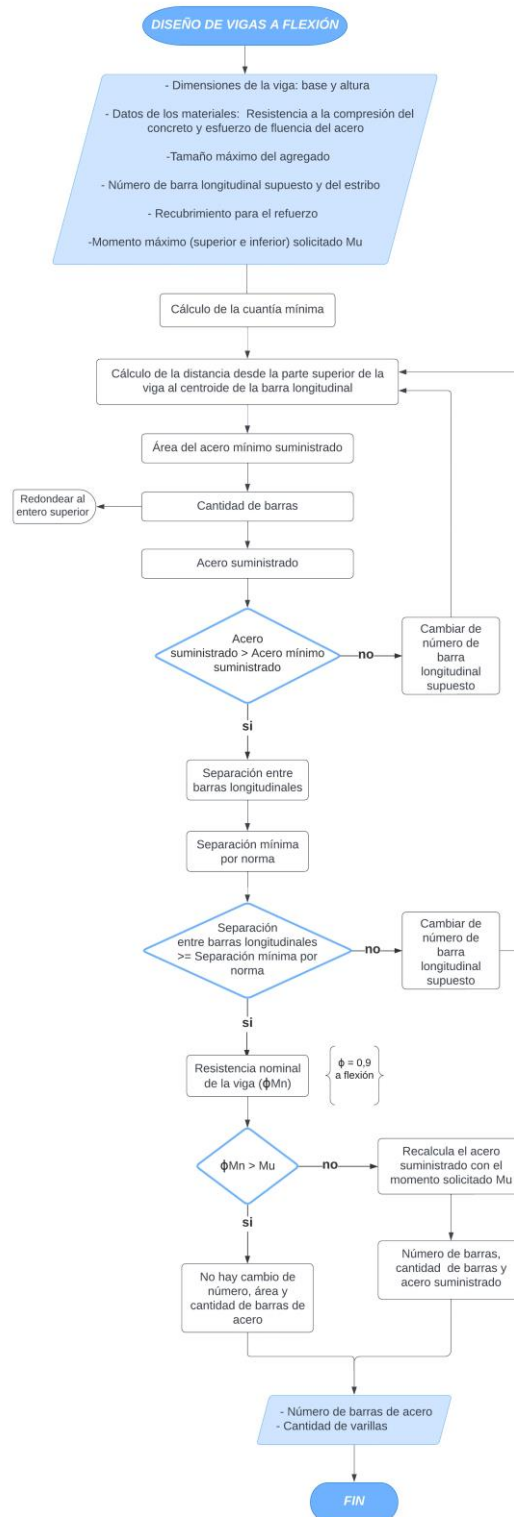 DISEÑO DE VIGAS A FLEXIÓN
- Dimensiones de la viga: base y altura
- Datos de los materiales: Resistencia a la compresión del
concreto y esfuerzo de fluencia del acero
-Tamaño máximo del agregado
- Número de barra longitudinal supuesto y del estribo
- Recubrimiento para el refuerzo
-Momento máximo (superior e inferior) solicitado Mu
Cálculo de la cuantía mínima
Cálculo de la distancia desde la parte superior de la
viga al centroide de la barra longitudinal
Área del acero mínimo suministrado
Redondear al
entero superior
Cantidad de barras
Acero suministrado
Acero
suministrado > Acero mínimo
suministrado
no
Cambiar de
número de
barra
longitudinal
supuesto
si
Separación entre
barras longitudinales
Separación mínima
por norma
Separación
entre barras longitudinales
>= Separación mínima por
norma
no
Cambiar de
número de
barra
longitudinal
supuesto
si
Resistencia nominal
de la viga (ϕMn)
ϕ = 0,9
a flexión
ϕMn > Mu
no
Recalcula el acero
suministrado con el
momento solicitado Mu
si
Número de barras,
cantidad de barras y
acero suministrado
No hay cambio de
número, área y
cantidad de barras de
acero
- Número de barras de acero
- Cantidad de varillas
FIN